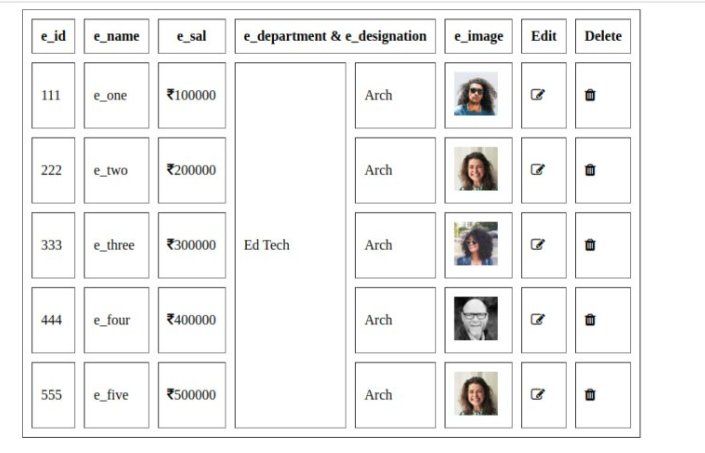 e_id e_name e_sal e_department & e_designation e_image Edit Delete
111 e_one ₹100000 Arch
222 e_two ₹200000 Arch
333 e_three ₹300000 Ed Tech Arch
444 e_four ₹400000 Arch
555 e_five ₹500000 Arch